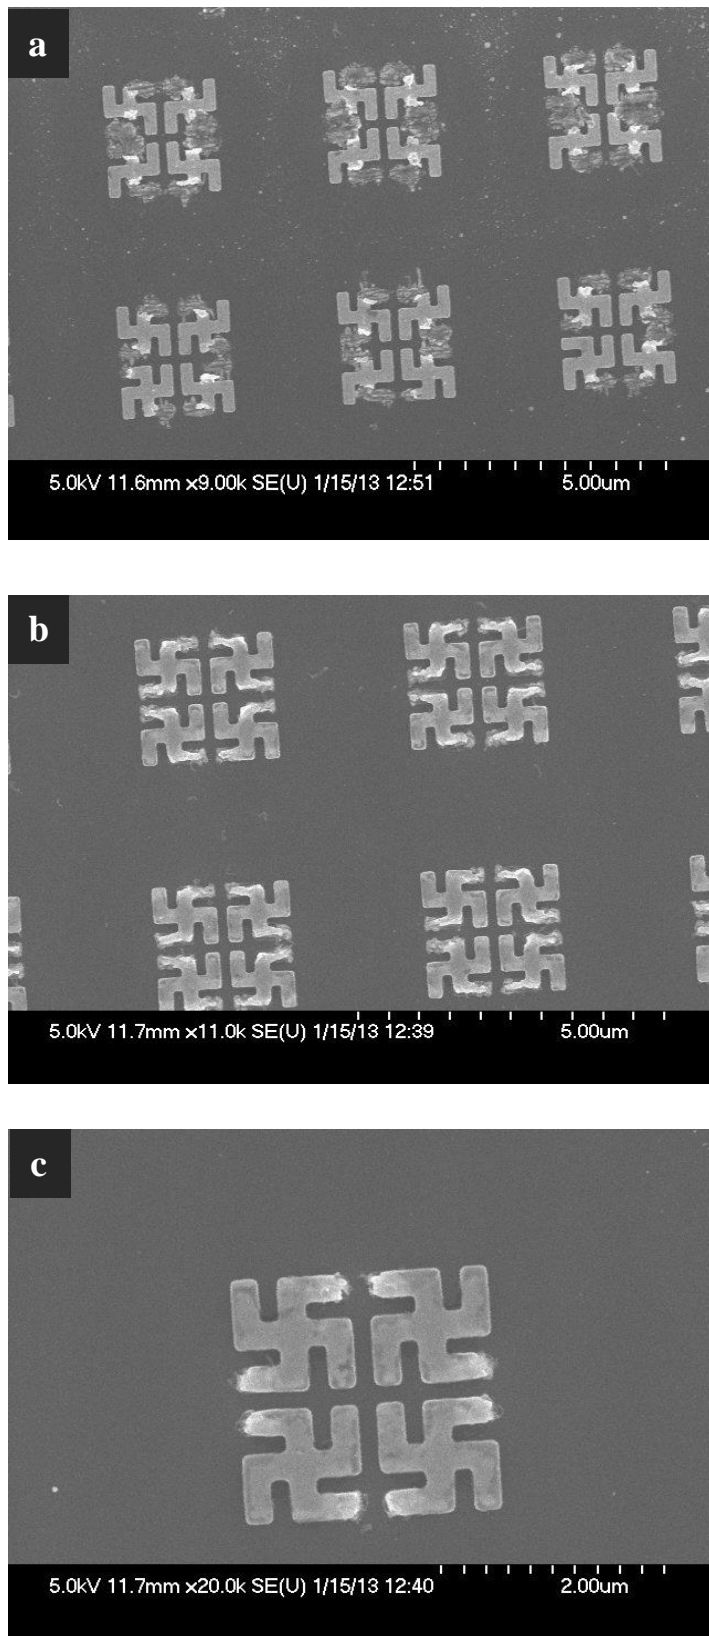 a
5.0kV 11.6mm x9.00k SE(U) 1/15/13 12:51 5.00um
b
5.0kV 11.7mm x11.0k SE(U) 1/15/13 12:39 5.00um
c
5.0kV 11.7mm x20.0k SE(U) 1/15/13 12:40 2.00um